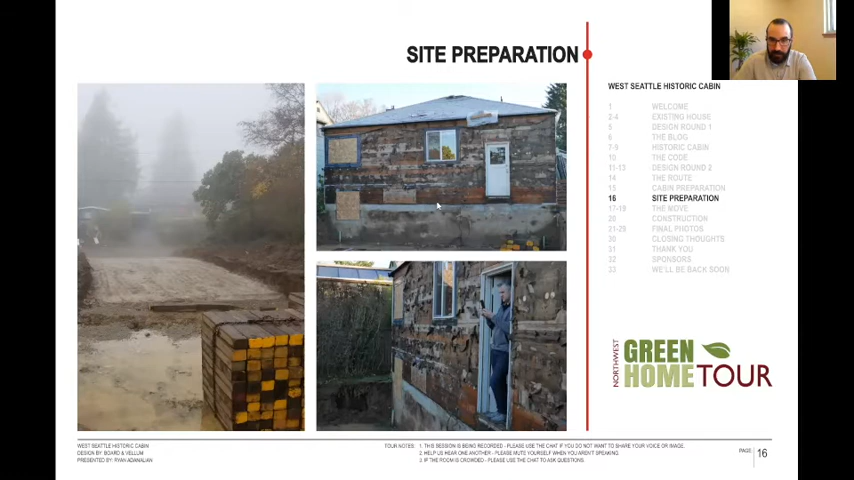 SITE PREPARATION
WEST SEATTLE HISTORIC CABIN
1 WELCOME
2-4 EXISTING HOUSE
5 DESIGN ROUND 1
6 THE BLOG
7-9 HISTORIC CABIN
10 THE CODE
11-13 DESIGN ROUND 2
14 THE ROUTE
15 CABIN PREPARATION
16 SITE PREPARATION
17-19 THE MOVE
20 CONSTRUCTION
21-29 FINAL PHOTOS
30 CLOSING THOUGHTS
31 THANK YOU
32 SPONSORS
33 WE'LL BE BACK SOON
NORTHWEST
GREEN
HOME TOUR
WEST SEATTLE HISTORIC CABIN
DESIGN BY: BOARD & VELLUM
PRESENTED BY: RYAN ADANALIAN
TOUR NOTES: 1. THIS SESSION IS BEING RECORDED - PLEASE USE THE CHAT IF YOU DO NOT WANT TO SHARE YOUR VOICE OR IMAGE.
2. HELP US HEAR ONE ANOTHER - PLEASE MUTE YOURSELF WHEN YOU AREN'T SPEAKING.
3. IF THE ROOM IS CROWDED - PLEASE USE THE CHAT TO ASK QUESTIONS
PAGE 16